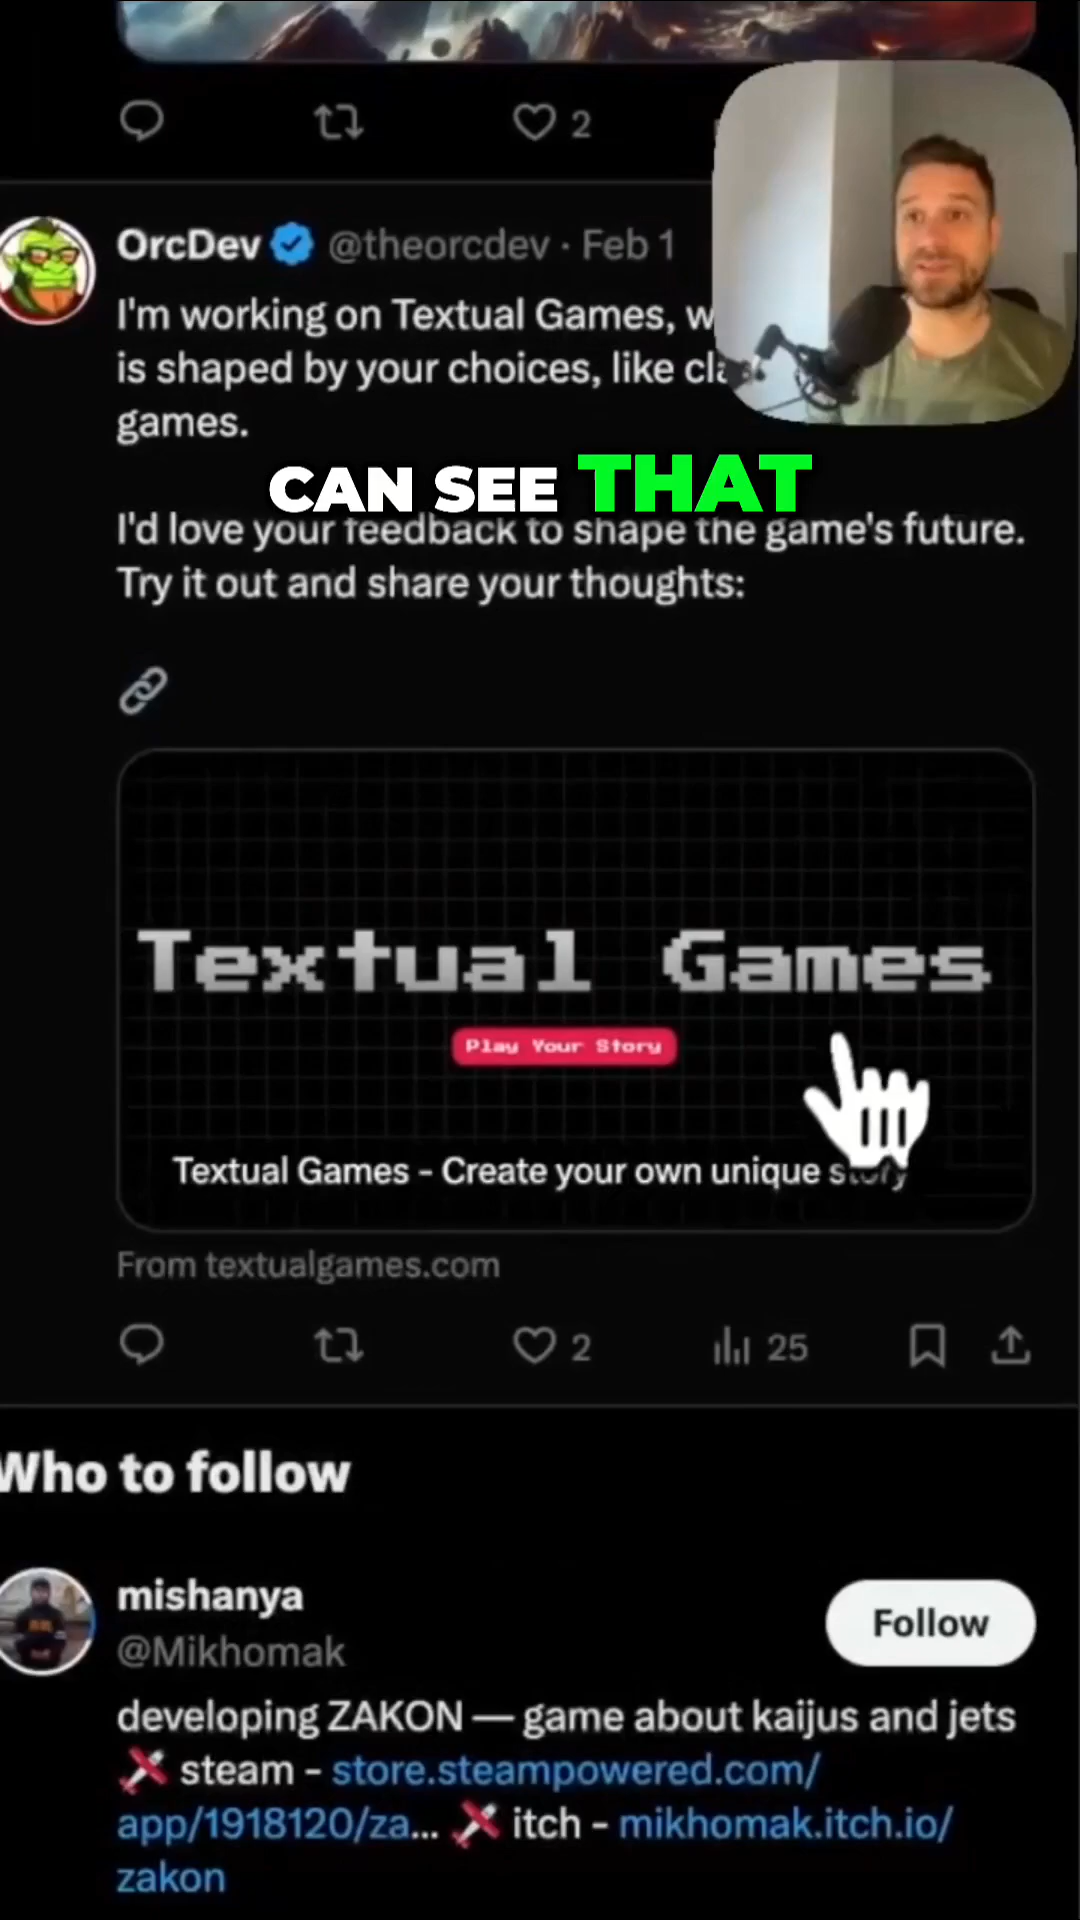 2
OrcDev @theorcdev · Feb 1
I'm working on Textual Games,
is shaped by your choices, like
games.
CAN SEE THAT
I'd love your feedback to shape the game's future.
Try it out and share your thoughts:
Textual Games
Play Your Story
Textual Games - Create your own unique story
From textualgames.com
2 25
Who to follow
mishanya
@Mikhomak
Follow
developing ZAKON — game about kaijus and jets
steam - store.steampowered.com/
app/1918120/za... itch - mikhomak.itch.io/
zakon